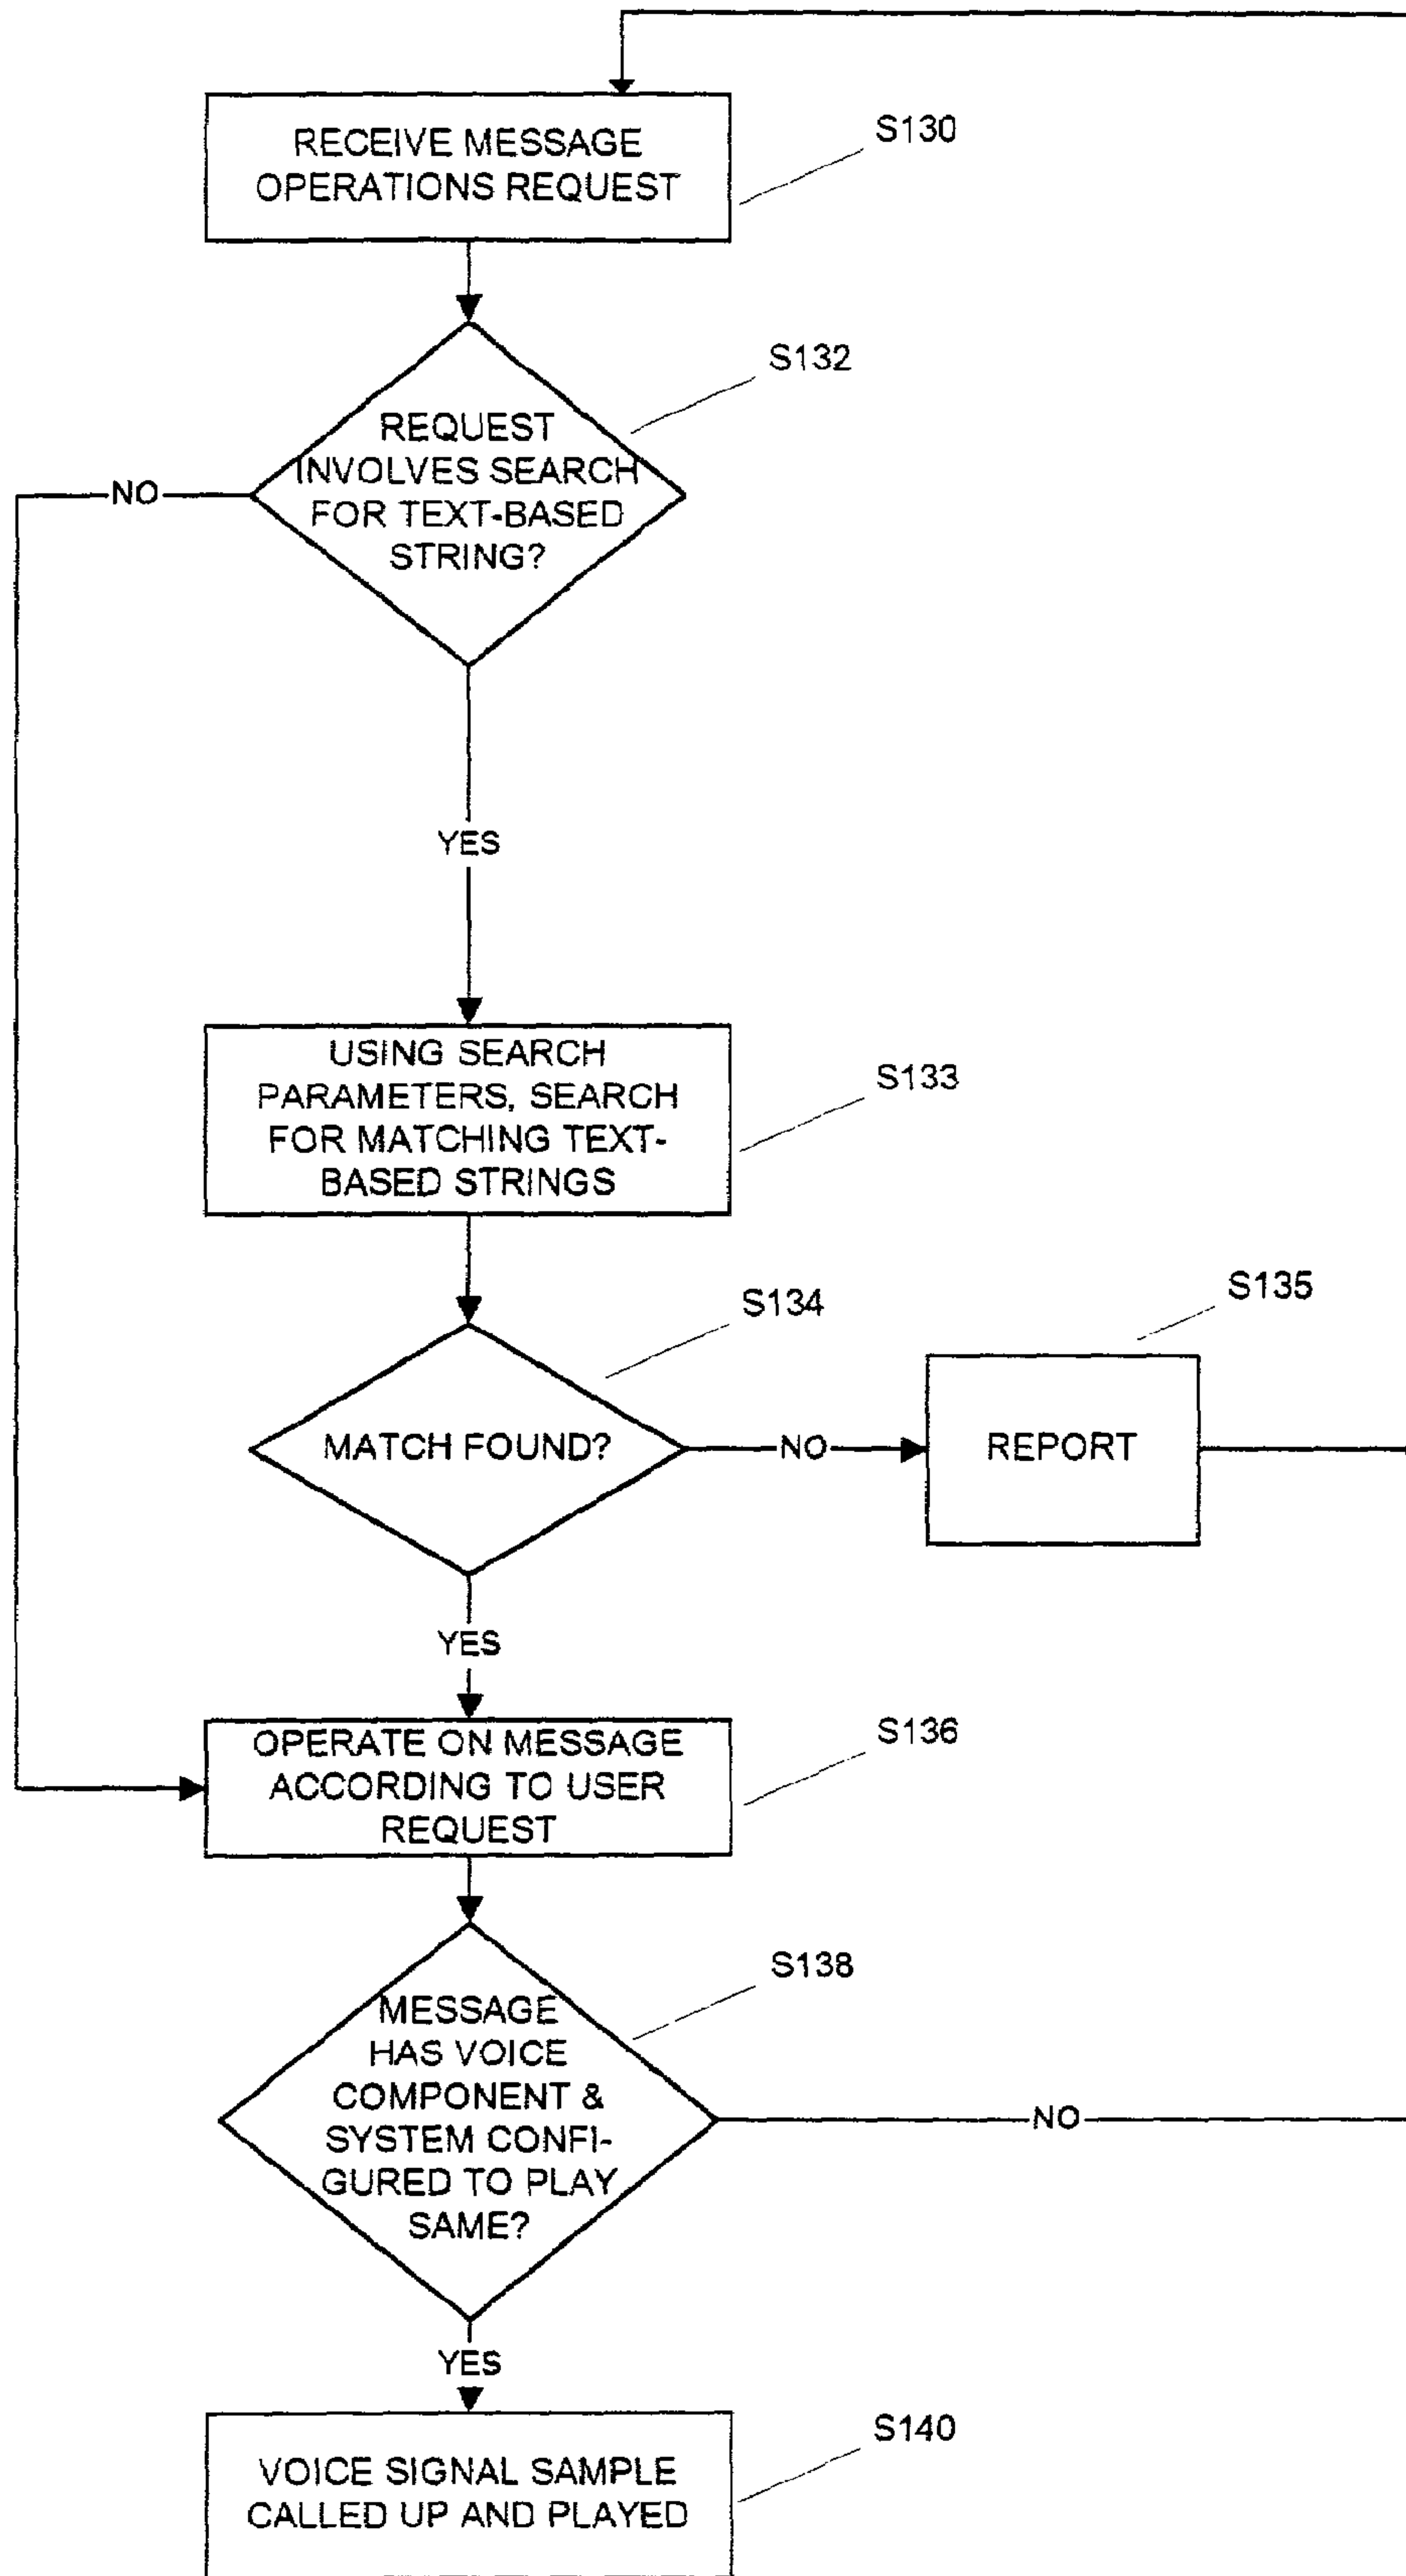 RECEIVE MESSAGE
OPERATIONS REQUEST
S130
REQUEST
INVOLVES SEARCH
FOR TEXT-BASED
STRING?
S132
NO
YES
USING SEARCH
PARAMETERS, SEARCH
FOR MATCHING TEXT-
BASED STRINGS
S133
MATCH FOUND?
S134
NO
REPORT
S135
YES
OPERATE ON MESSAGE
ACCORDING TO USER
REQUEST
S136
MESSAGE
HAS VOICE
COMPONENT &
SYSTEM CONFI-
GURED TO PLAY
SAME?
S138
NO
YES
VOICE SIGNAL SAMPLE
CALLED UP AND PLAYED
S140